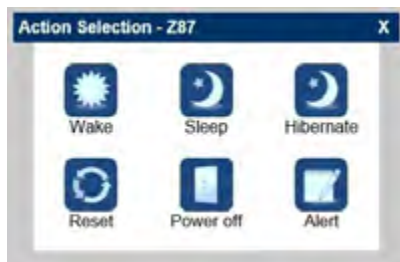 Action Selection - Z87 X
Wake Sleep Hibernate
Reset Power off Alert